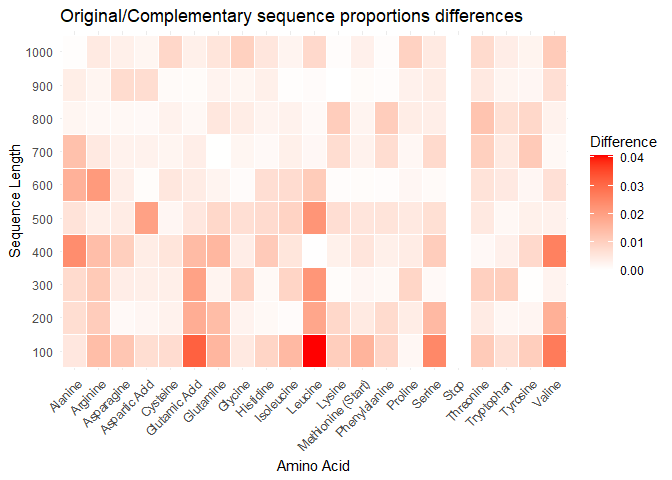 Original/Complementary sequence proportions differences
Sequence Length
1000
900
800
700
600
500
400
300
200
100
Alanine
Arginine
Asparagine
Aspartic Acid
Cysteine
Glutamic Acid
Glutamine
Glycine
Histidine
Isoleucine
Leucine
Lysine
Methionine (Start)
Phenylalanine
Proline
Serine
Stop
Threonine
Tryptophan
Tyrosine
Valine
Amino Acid
Difference
0.04
0.03
0.02
0.01
0.00